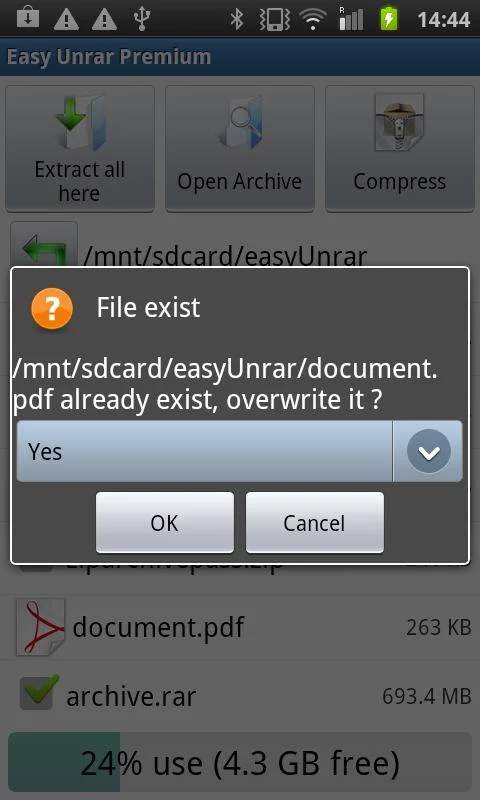 14:44
Easy Unrar Premium
Extract all
here
Open Archive
Compress
/mnt/sdcard/easyUnrar
File exist
/mnt/sdcard/easyUnrar/document.
pdf already exist, overwrite it ?
Yes
OK
Cancel
document.pdf
263 KB
archive.rar
693.4 MB
24% use (4.3 GB free)